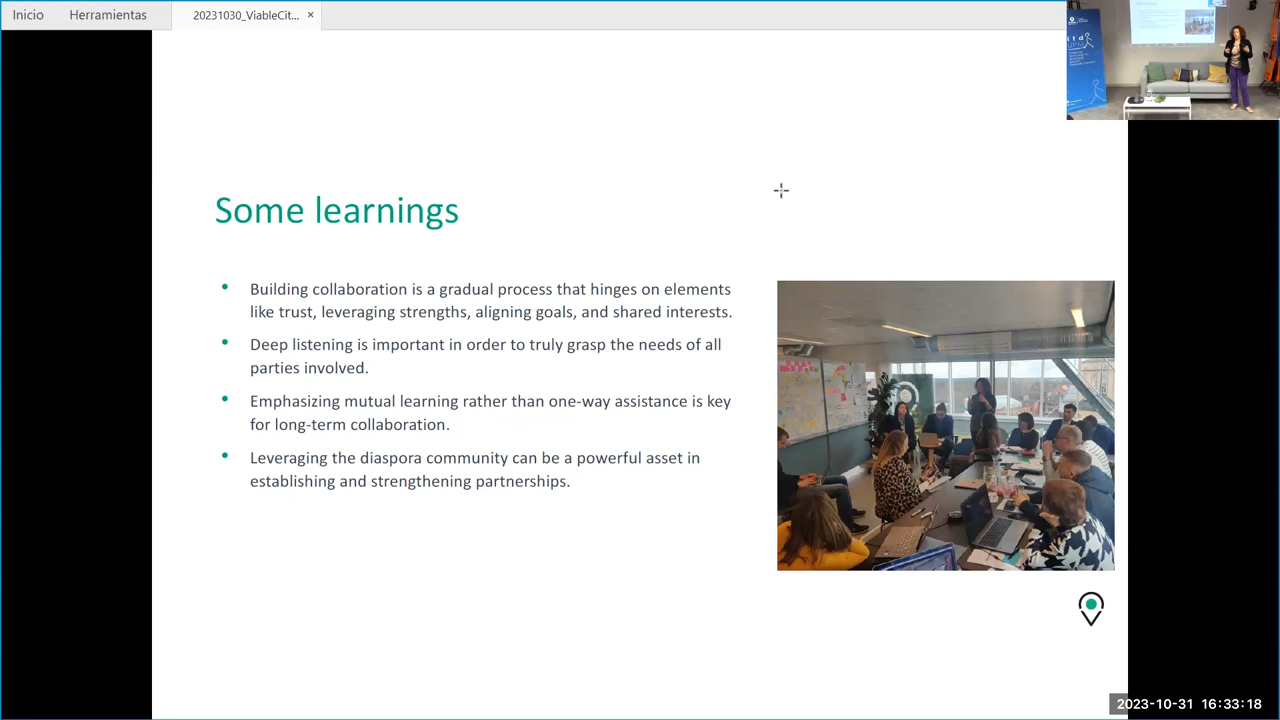 Inicio
Herramientas
20231030_ViableCit... ×
Some learnings
Building collaboration is a gradual process that hinges on elements
like trust, leveraging strengths, aligning goals, and shared interests.
Deep listening is important in order to truly grasp the needs of all
parties involved.
Emphasizing mutual learning rather than one-way assistance is key
for long-term collaboration.
Leveraging the diaspora community can be a powerful asset in
establishing and strengthening partnerships.
2023-10-31 16:33:18